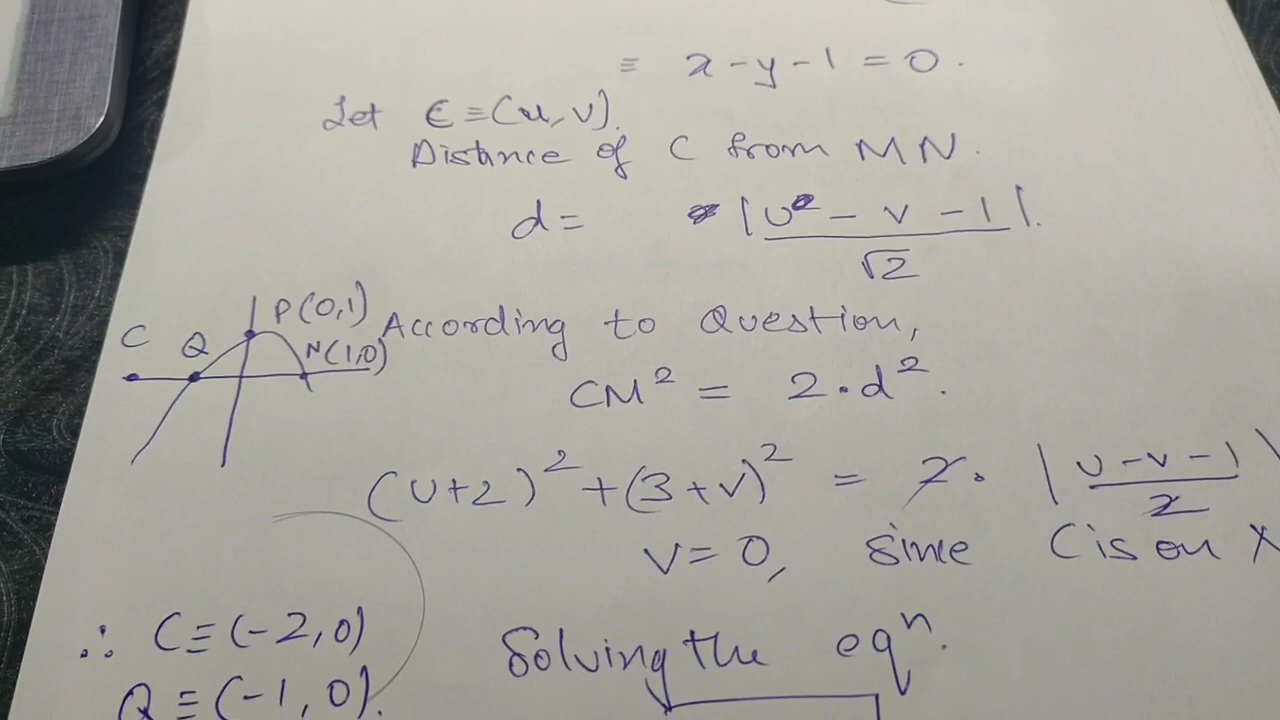 ≡ x - y - 1 = 0.
Let C ≡ (u, v).
Distance of C from MN.
d = |u - v - 1|.
√2
P(0,1)
C Q N(1,0)
According to Question,
CM² = 2·d².
(u+2)² + (3+v)² = 2. |u-v-1|
2
v = 0, since C is on X
∴ C ≡ (-2, 0)
Q ≡ (-1, 0).
Solving the eqⁿ.